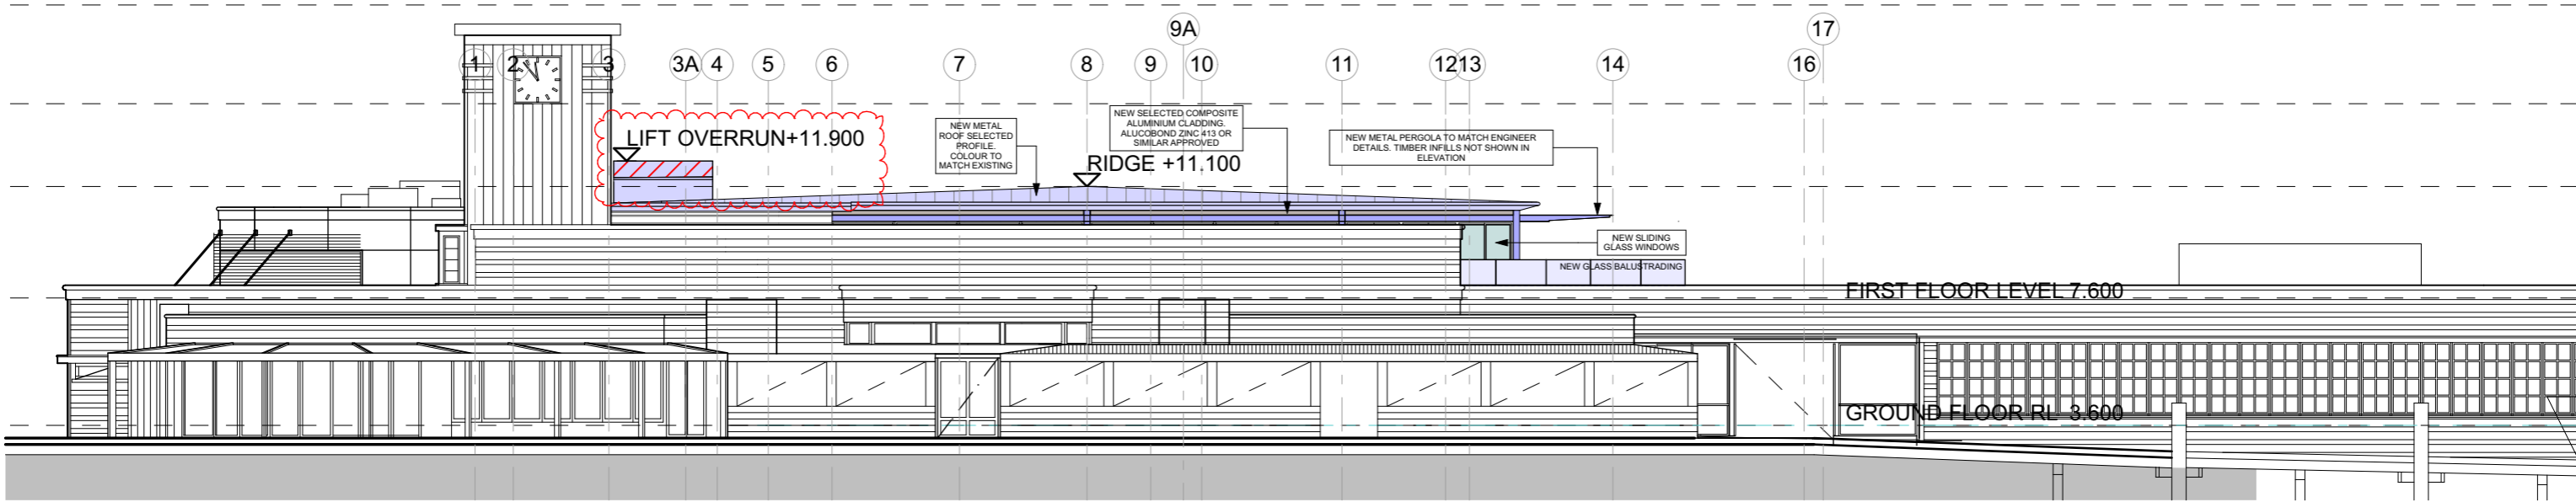 9A
17
1
2
3
3A
4
5
6
7
8
9
10
11
12
13
14
16
LIFT OVERRUN+11.900
NEW METAL
ROOF SELECTED
PROFILE.
COLOUR TO
MATCH EXISTING
NEW SELECTED COMPOSITE
ALUMINIUM CLADDING.
ALUCOBOND ZINC 413 OR
SIMILAR APPROVED
RIDGE +11.100
NEW METAL PERGOLA TO MATCH ENGINEER
DETAILS. TIMBER INFILLS NOT SHOWN IN
ELEVATION
NEW SLIDING
GLASS WINDOWS
NEW GLASS BALUSTRADING
FIRST FLOOR LEVEL 7.600
GROUND FLOOR RL 3.600